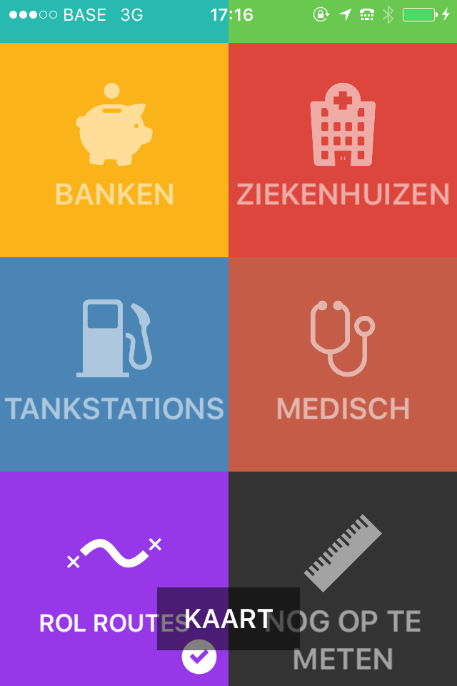 BASE 3G 17:16
BANKEN
ZIEKENHUIZEN
TANKSTATIONS
MEDISCH
ROL ROUTES
KAART
NOG OP TE
METEN